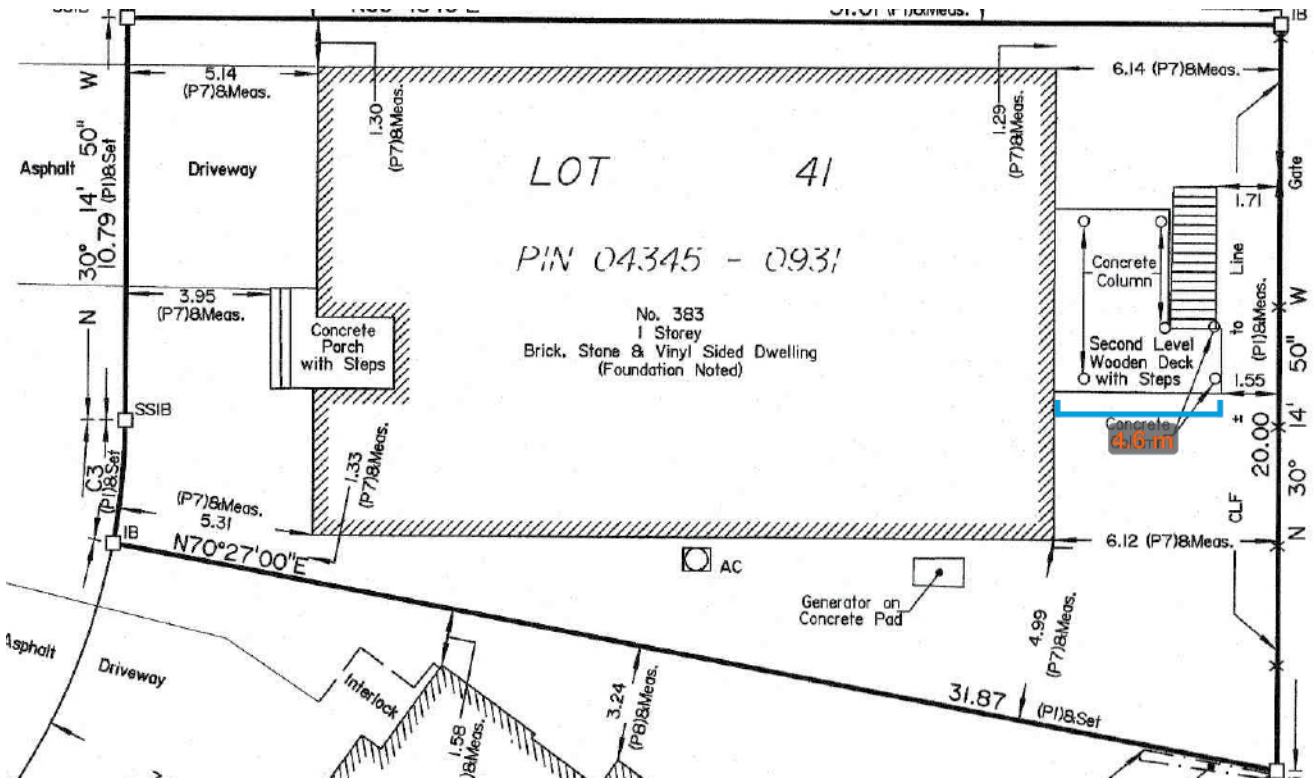 SSIB
IB
5.14
(P7)&Meas.
6.14 (P7)&Meas.
1.30
(P7)&Meas.
1.29
(P7)&Meas.
Asphalt
Driveway
N 30° 14' 50" W
10.79 (P1)&Set
LOT 41
PIN 04345 - 0931
No. 383
1 Storey
Brick, Stone & Vinyl Sided Dwelling
(Foundation Noted)
3.95
(P7)&Meas.
Concrete
Porch
with Steps
Concrete
Column
Second Level
Wooden Deck
with Steps
1.71
Gate
Line
to
1.55
±
Concrete
4.6 m
N 30° 14' 50" W
20.00 (P1)&Meas.
CLF
SSIB
C3
(P1)&Set
IB
(P7)&Meas.
5.31
1.33
(P7)&Meas.
N70°27'00"E
AC
Generator on
Concrete Pad
6.12 (P7)&Meas.
4.99
(P7)&Meas.
Asphalt
Driveway
Interlock
1.58
)&Meas.
3.24
(P8)&Meas.
31.87 (P1)&Set